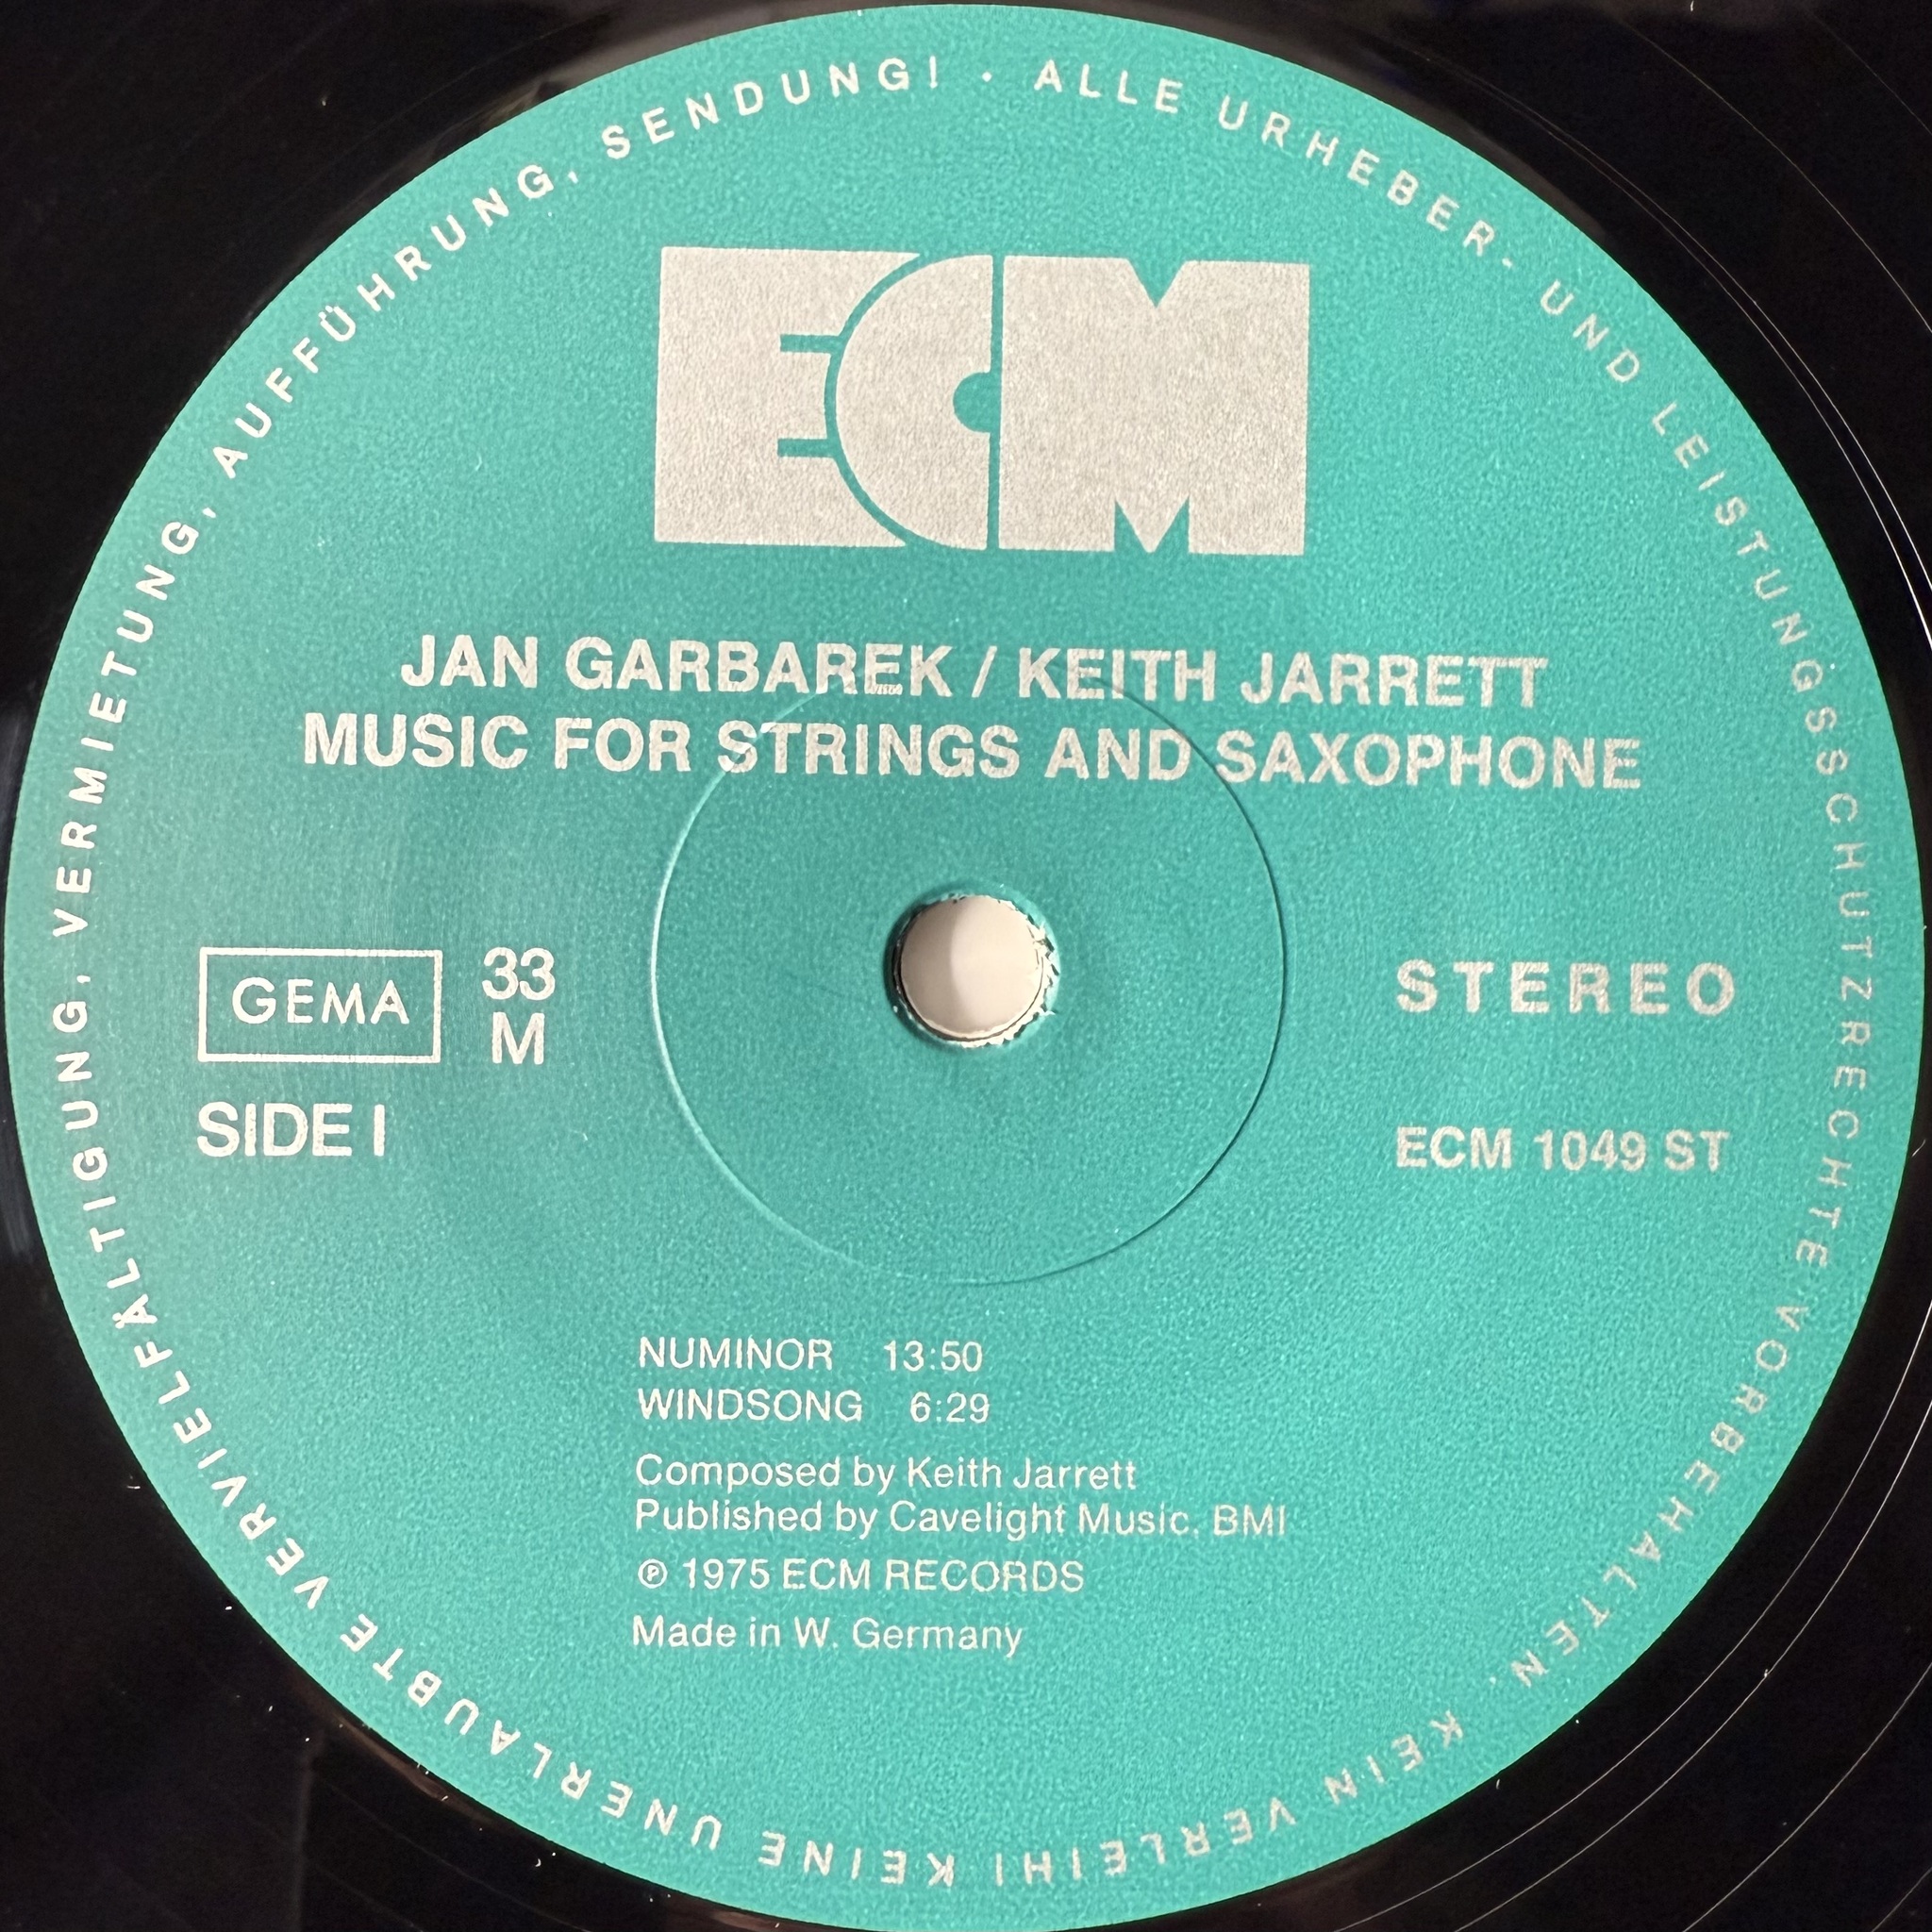 ALLE URHEBER- UND LEISTUNGSSCHUTZRECHTE VORBEHALTEN. KEIN VERLEIH! KEINE UNERLAUBTE VERVIELFÄLTIGUNG, VERMIETUNG, AUFFÜHRUNG, SENDUNG! ·
ECM
JAN GARBAREK / KEITH JARRETT
MUSIC FOR STRINGS AND SAXOPHONE
GEMA
33
M
STEREO
SIDE I
ECM 1049 ST
NUMINOR 13:50
WINDSONG 6:29
Composed by Keith Jarrett
Published by Cavelight Music. BMI
℗ 1975 ECM RECORDS
Made in W. Germany